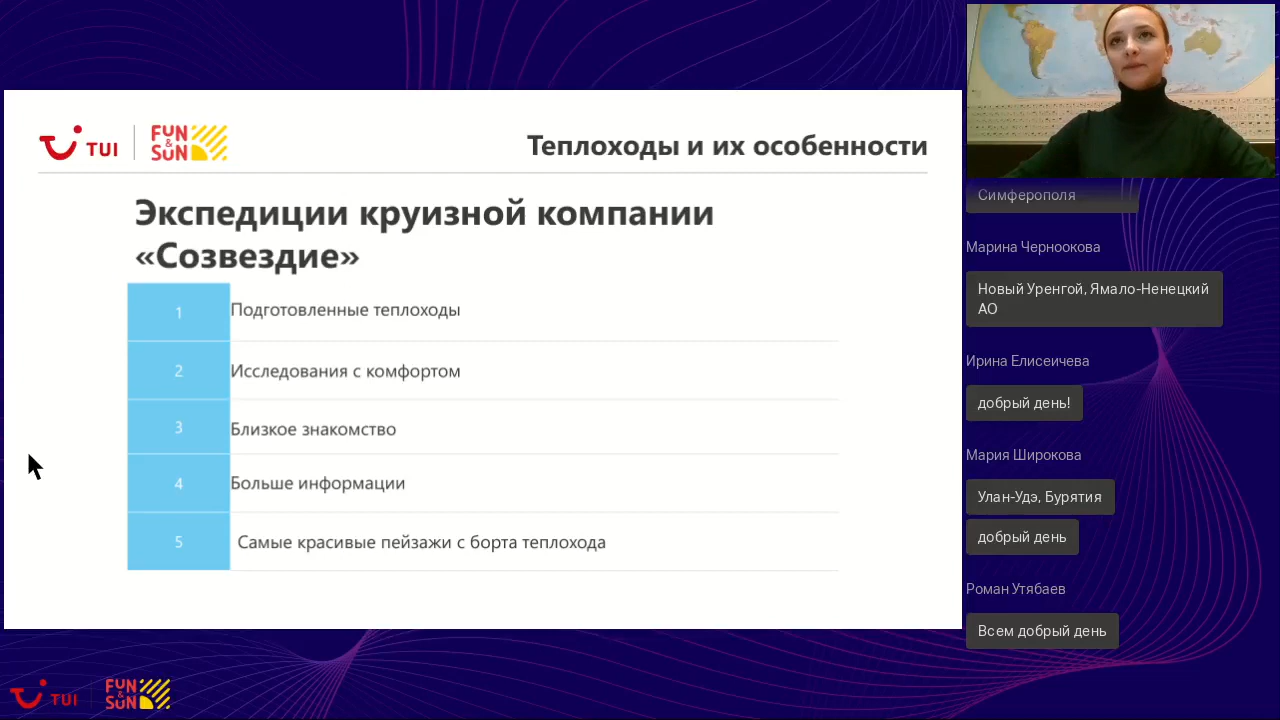 TUI
FUN
&
SUN
Теплоходы и их особенности
Экспедиции круизной компании
«Созвездие»
1
Подготовленные теплоходы
2
Исследования с комфортом
3
Близкое знакомство
4
Больше информации
5
Самые красивые пейзажи с борта теплохода
Симферополя
Марина Черноокова
Новый Уренгой, Ямало-Ненецкий
АО
Ирина Елисеичева
добрый день!
Мария Широкова
Улан-Удэ, Бурятия
добрый день
Роман Утябаев
Всем добрый день
TUI
FUN
&
SUN